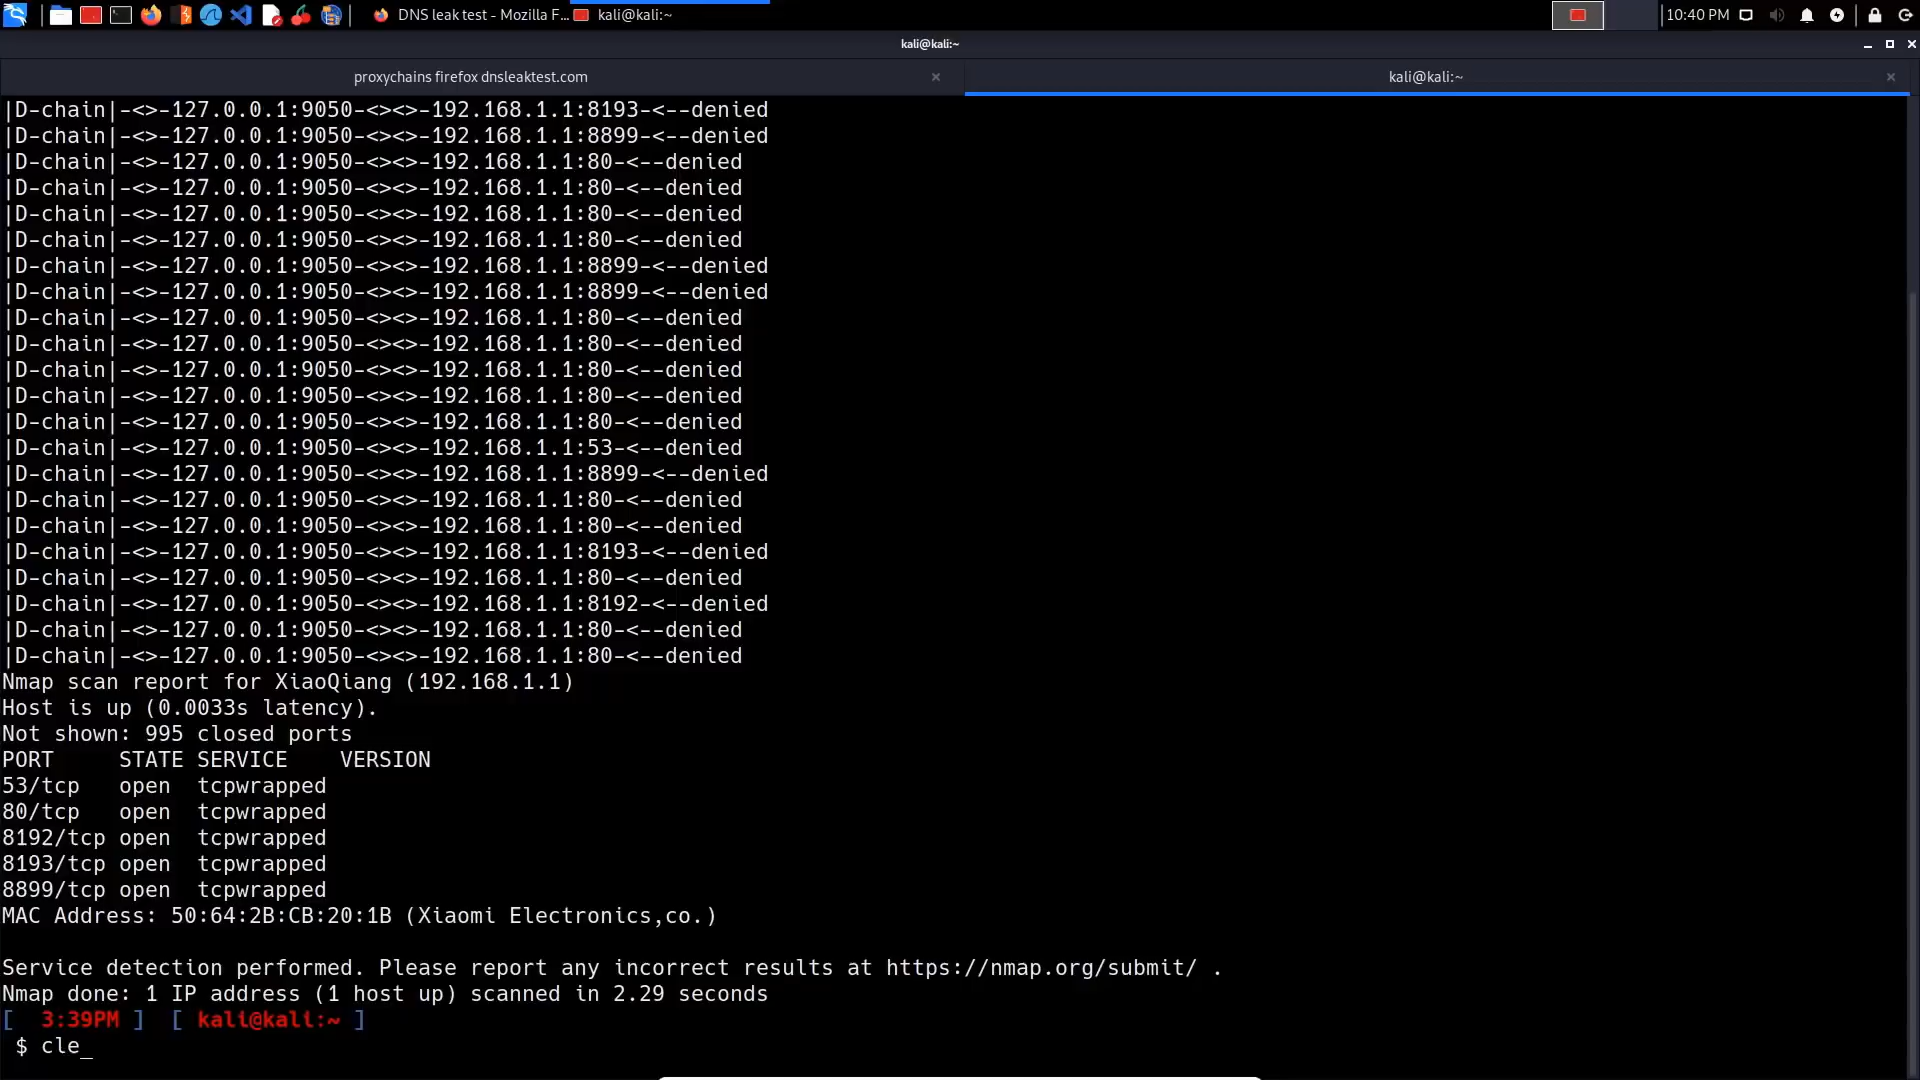 DNS leak test - Mozilla F...
kali@kali:~
10:40 PM
kali@kali:~
proxychains firefox dnsleaktest.com
kali@kali:~
|D-chain|-<>-127.0.0.1:9050-<><>-192.168.1.1:8193-<--denied
|D-chain|-<>-127.0.0.1:9050-<><>-192.168.1.1:8899-<--denied
|D-chain|-<>-127.0.0.1:9050-<><>-192.168.1.1:80-<--denied
|D-chain|-<>-127.0.0.1:9050-<><>-192.168.1.1:80-<--denied
|D-chain|-<>-127.0.0.1:9050-<><>-192.168.1.1:80-<--denied
|D-chain|-<>-127.0.0.1:9050-<><>-192.168.1.1:80-<--denied
|D-chain|-<>-127.0.0.1:9050-<><>-192.168.1.1:8899-<--denied
|D-chain|-<>-127.0.0.1:9050-<><>-192.168.1.1:8899-<--denied
|D-chain|-<>-127.0.0.1:9050-<><>-192.168.1.1:80-<--denied
|D-chain|-<>-127.0.0.1:9050-<><>-192.168.1.1:80-<--denied
|D-chain|-<>-127.0.0.1:9050-<><>-192.168.1.1:80-<--denied
|D-chain|-<>-127.0.0.1:9050-<><>-192.168.1.1:80-<--denied
|D-chain|-<>-127.0.0.1:9050-<><>-192.168.1.1:80-<--denied
|D-chain|-<>-127.0.0.1:9050-<><>-192.168.1.1:53-<--denied
|D-chain|-<>-127.0.0.1:9050-<><>-192.168.1.1:8899-<--denied
|D-chain|-<>-127.0.0.1:9050-<><>-192.168.1.1:80-<--denied
|D-chain|-<>-127.0.0.1:9050-<><>-192.168.1.1:80-<--denied
|D-chain|-<>-127.0.0.1:9050-<><>-192.168.1.1:8193-<--denied
|D-chain|-<>-127.0.0.1:9050-<><>-192.168.1.1:80-<--denied
|D-chain|-<>-127.0.0.1:9050-<><>-192.168.1.1:8192-<--denied
|D-chain|-<>-127.0.0.1:9050-<><>-192.168.1.1:80-<--denied
|D-chain|-<>-127.0.0.1:9050-<><>-192.168.1.1:80-<--denied
Nmap scan report for XiaoQiang (192.168.1.1)
Host is up (0.0033s latency).
Not shown: 995 closed ports
PORT     STATE SERVICE    VERSION
53/tcp   open  tcpwrapped
80/tcp   open  tcpwrapped
8192/tcp open  tcpwrapped
8193/tcp open  tcpwrapped
8899/tcp open  tcpwrapped
MAC Address: 50:64:2B:CB:20:1B (Xiaomi Electronics,co.)
Service detection performed. Please report any incorrect results at https://nmap.org/submit/ .
Nmap done: 1 IP address (1 host up) scanned in 2.29 seconds
[  3:39PM ]  [ kali@kali:~ ]
$ cle_